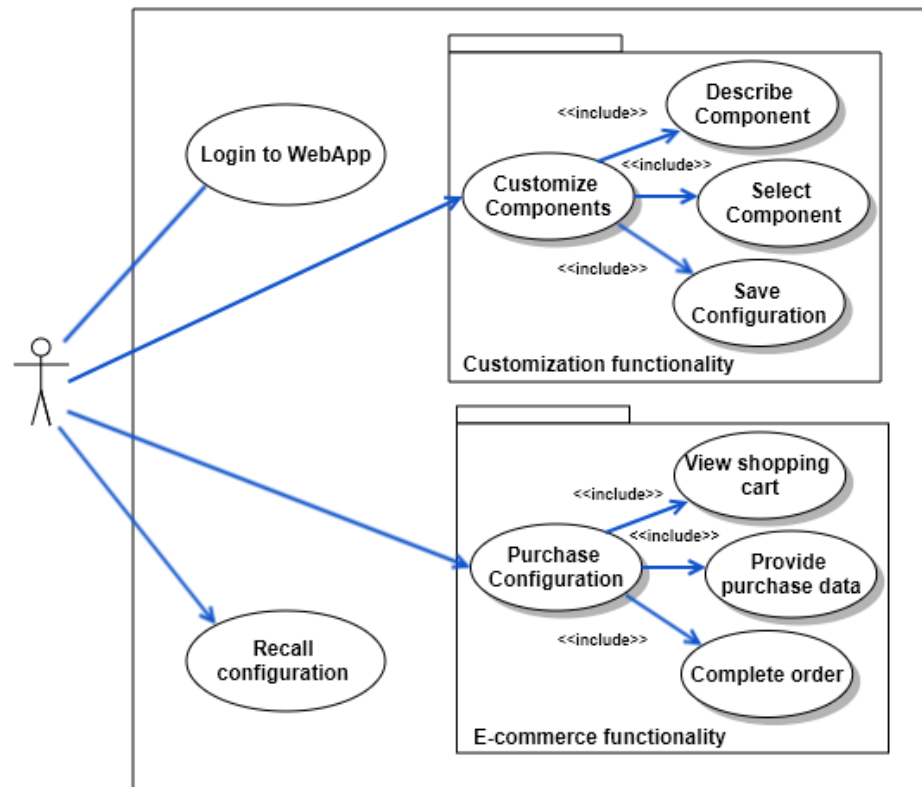 Describe
Component
<<include>>
Login to WebApp
<<include>>
Customize
Components
Select
Component
<<include>>
Save
Configuration
Customization functionality
View shopping
cart
<<include>>
<<include>>
Purchase
Configuration
Provide
purchase data
<<include>>
Recall
configuration
Complete order
E-commerce functionality